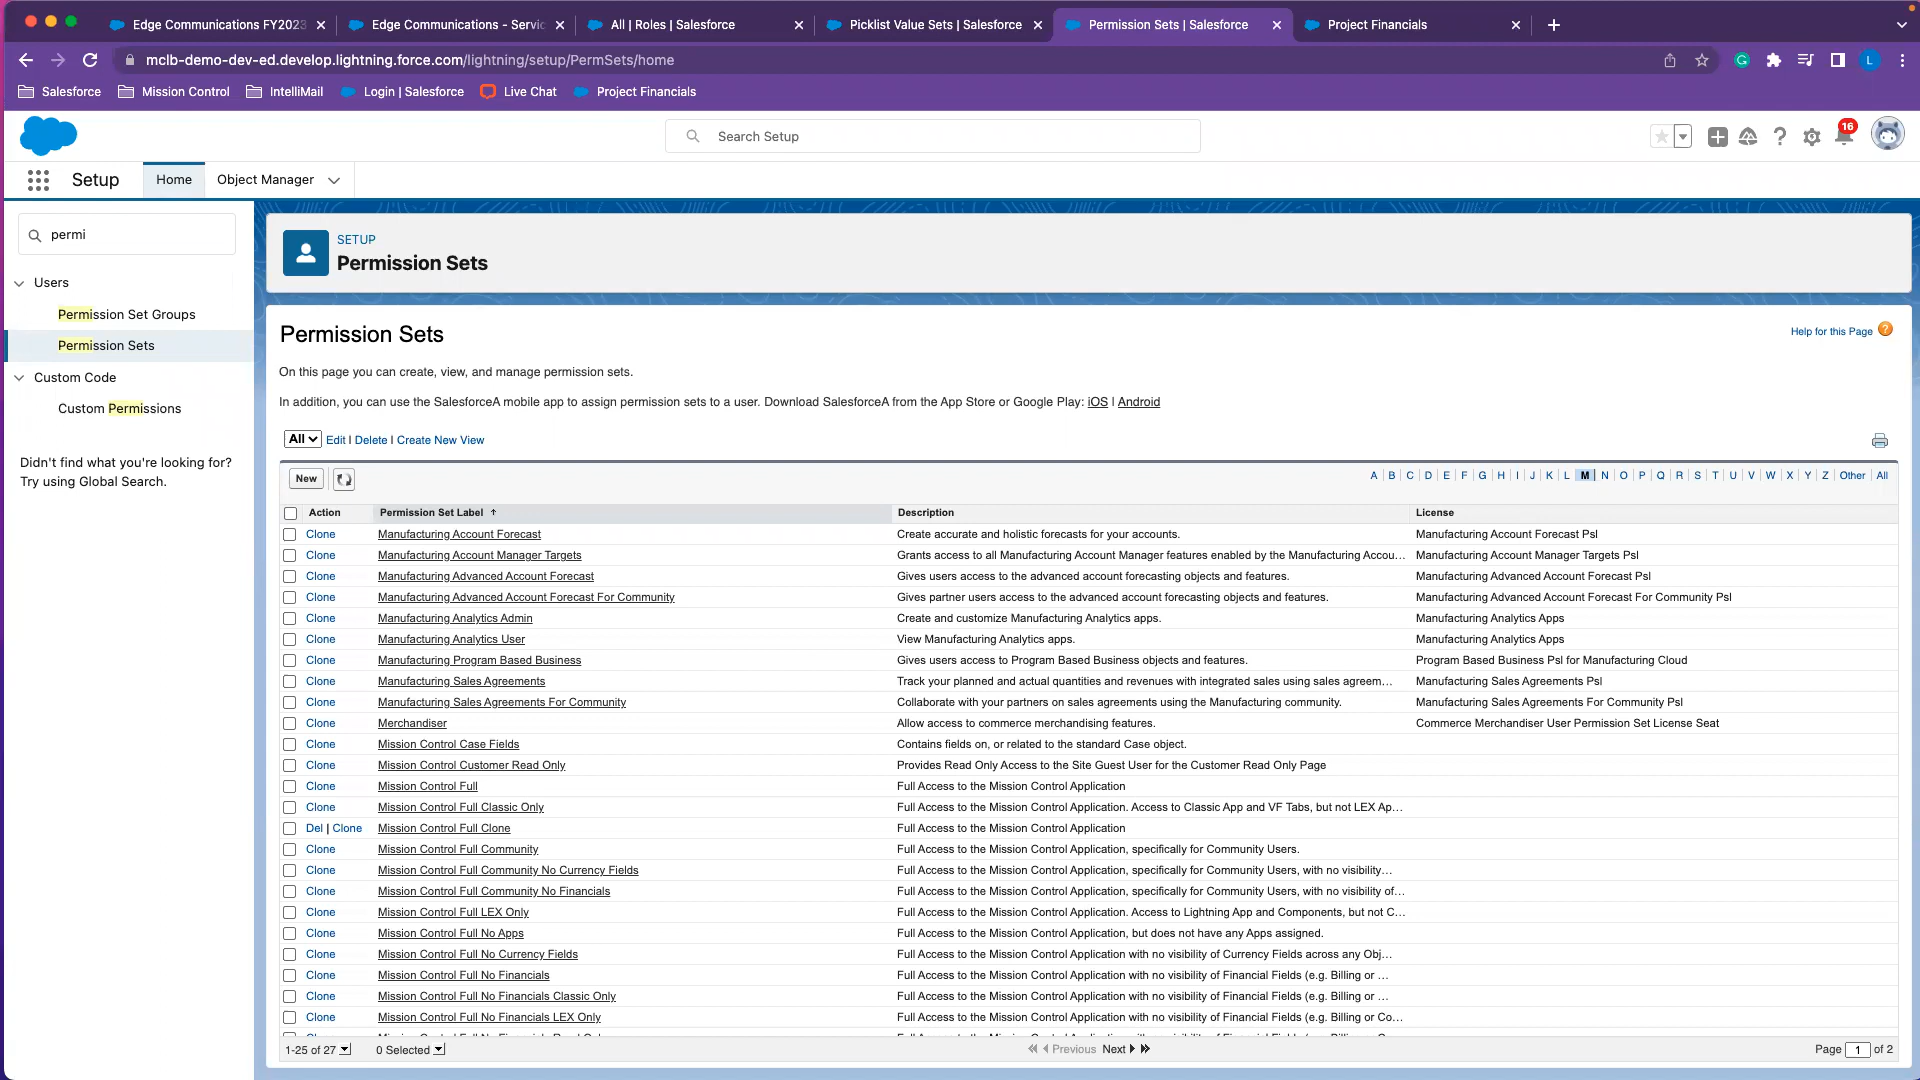 Edge Communications FY2023
Edge Communications - Servic
All | Roles | Salesforce
Picklist Value Sets | Salesforce
Permission Sets | Salesforce
Project Financials
mclb-demo-dev-ed.develop.lightning.force.com/lightning/setup/PermSets/home
L
Salesforce
Mission Control
IntelliMail
Login | Salesforce
Live Chat
Project Financials
Search Setup
16
Setup
Home
Object Manager
permi
Users
Permission Set Groups
Permission Sets
Custom Code
Custom Permissions
Didn't find what you're looking for?
Try using Global Search.
SETUP
Permission Sets
Permission Sets
Help for this Page ?
On this page you can create, view, and manage permission sets.
In addition, you can use the SalesforceA mobile app to assign permission sets to a user. Download SalesforceA from the App Store or Google Play: iOS | Android
All Edit | Delete | Create New View
New
A | B | C | D | E | F | G | H | I | J | K | L | M | N | O | P | Q | R | S | T | U | V | W | X | Y | Z | Other | All
Action Permission Set Label ↑ Description License
Clone Manufacturing Account Forecast Create accurate and holistic forecasts for your accounts. Manufacturing Account Forecast Psl
Clone Manufacturing Account Manager Targets Grants access to all Manufacturing Account Manager features enabled by the Manufacturing Accou... Manufacturing Account Manager Targets Psl
Clone Manufacturing Advanced Account Forecast Gives users access to the advanced account forecasting objects and features. Manufacturing Advanced Account Forecast Psl
Clone Manufacturing Advanced Account Forecast For Community Gives partner users access to the advanced account forecasting objects and features. Manufacturing Advanced Account Forecast For Community Psl
Clone Manufacturing Analytics Admin Create and customize Manufacturing Analytics apps. Manufacturing Analytics Apps
Clone Manufacturing Analytics User View Manufacturing Analytics apps. Manufacturing Analytics Apps
Clone Manufacturing Program Based Business Gives users access to Program Based Business objects and features. Program Based Business Psl for Manufacturing Cloud
Clone Manufacturing Sales Agreements Track your planned and actual quantities and revenues with integrated sales using sales agreem... Manufacturing Sales Agreements Psl
Clone Manufacturing Sales Agreements For Community Collaborate with your partners on sales agreements using the Manufacturing community. Manufacturing Sales Agreements For Community Psl
Clone Merchandiser Allow access to commerce merchandising features. Commerce Merchandiser User Permission Set License Seat
Clone Mission Control Case Fields Contains fields on, or related to the standard Case object.
Clone Mission Control Customer Read Only Provides Read Only Access to the Site Guest User for the Customer Read Only Page
Clone Mission Control Full Full Access to the Mission Control Application
Clone Mission Control Full Classic Only Full Access to the Mission Control Application. Access to Classic App and VF Tabs, but not LEX Ap...
Del | Clone Mission Control Full Clone Full Access to the Mission Control Application
Clone Mission Control Full Community Full Access to the Mission Control Application, specifically for Community Users.
Clone Mission Control Full Community No Currency Fields Full Access to the Mission Control Application, specifically for Community Users, with no visibility...
Clone Mission Control Full Community No Financials Full Access to the Mission Control Application, specifically for Community Users, with no visibility of...
Clone Mission Control Full LEX Only Full Access to the Mission Control Application. Access to Lightning App and Components, but not C...
Clone Mission Control Full No Apps Full Access to the Mission Control Application, but does not have any Apps assigned.
Clone Mission Control Full No Currency Fields Full Access to the Mission Control Application with no visibility of Currency Fields across any Obj...
Clone Mission Control Full No Financials Full Access to the Mission Control Application with no visibility of Financial Fields (e.g. Billing or ...
Clone Mission Control Full No Financials Classic Only Full Access to the Mission Control Application with no visibility of Financial Fields (e.g. Billing or ...
Clone Mission Control Full No Financials LEX Only Full Access to the Mission Control Application with no visibility of Financial Fields (e.g. Billing or Co...
1-25 of 27 0 Selected Previous Next Page 1 of 2